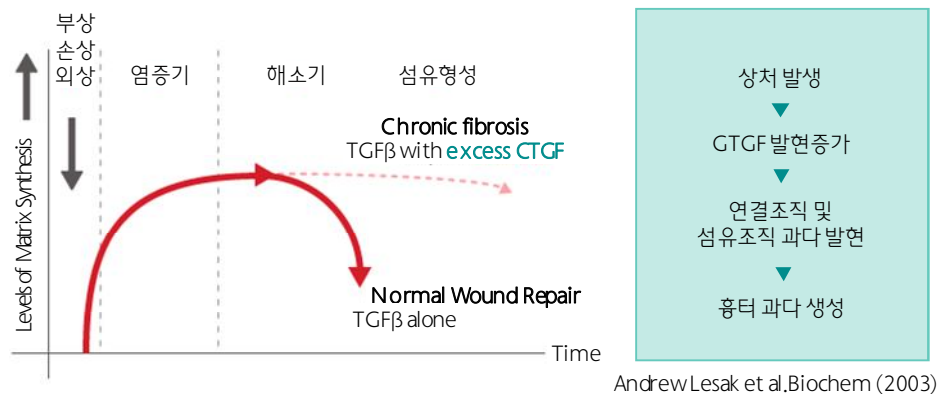 부상
손상
외상
염증기
해소기
섬유형성
Levels of Matrix Synthesis
Chronic fibrosis
TGFβ with excess CTGF
Normal Wound Repair
TGFβ alone
Time
상처 발생
GTGF 발현증가
연결조직 및
섬유조직 과다 발현
흉터 과다 생성
Andrew Lesak et al.Biochem (2003)